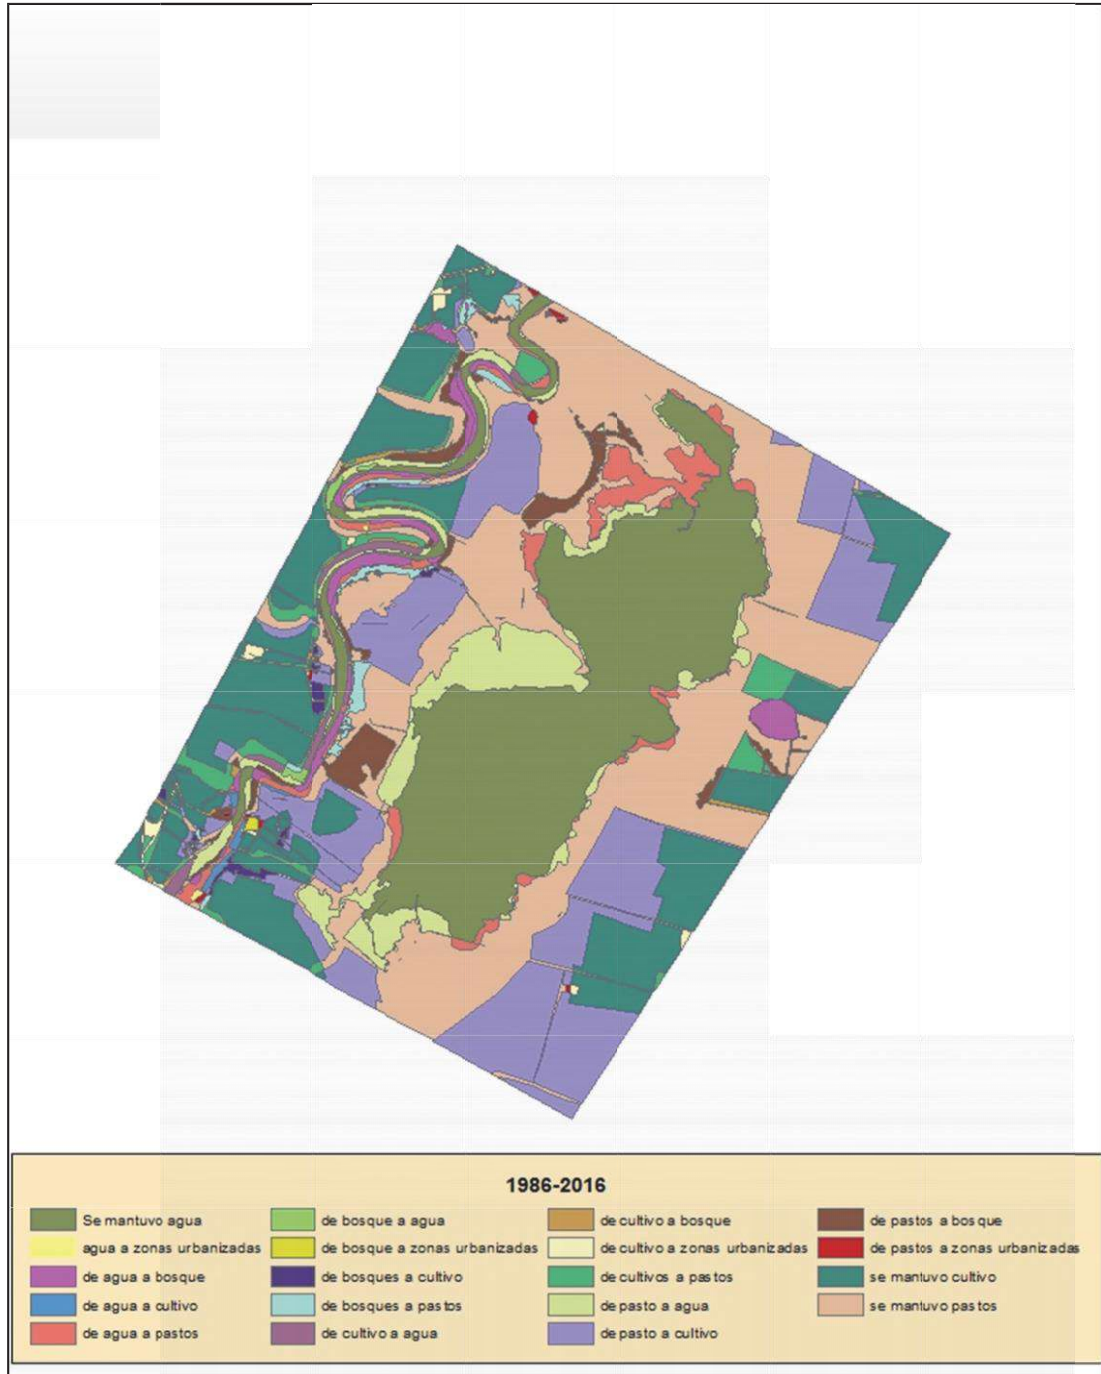 1986-2016
Se mantuvo agua
agua a zonas urbanizadas
de agua a bosque
de agua a cultivo
de agua a pastos
de bosque a agua
de bosque a zonas urbanizadas
de bosques a cultivo
de bosques a pastos
de cultivo a agua
de cultivo a bosque
de cultivo a zonas urbanizadas
de cultivos a pastos
de pasto a agua
de pasto a cultivo
de pastos a bosque
de pastos a zonas urbanizadas
se mantuvo cultivo
se mantuvo pastos